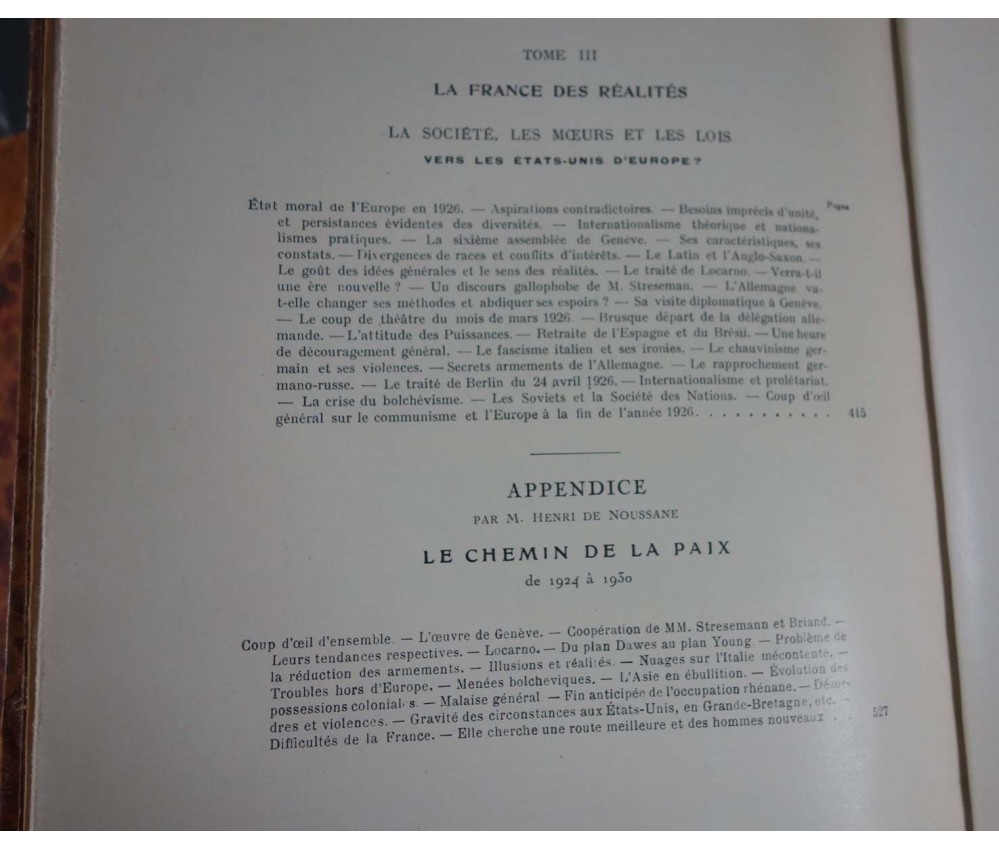 TOME III
LA FRANCE DES RÉALITÉS
LA SOCIÉTÉ, LES MŒURS ET LES LOIS
VERS LES ÉTATS-UNIS D'EUROPE ?
Pages
État moral de l'Europe en 1926. — Aspirations contradictoires. — Besoins imprécis d'unité,
et persistances évidentes des diversités. — Internationalisme théorique et nationa-
lismes pratiques. — La sixième assemblée de Genève. — Ses caractéristiques, ses
constats. — Divergences de races et conflits d'intérêts. — Le Latin et l'Anglo-Saxon. —
Le goût des idées générales et le sens des réalités. — Le traité de Locarno. — Verra-t-il
une ère nouvelle ? — Un discours gallophobe de M. Streseman. — L'Allemagne va-
t-elle changer ses méthodes et abdiquer ses espoirs ? — Sa visite diplomatique à Genève.
— Le coup de théâtre du mois de mars 1926. — Brusque départ de la délégation alle-
mande. — L'attitude des Puissances. — Retraite de l'Espagne et du Brésil. — Une heure
de découragement général. — Le fascisme italien et ses ironies. — Le chauvinisme ger-
main et ses violences. — Secrets armements de l'Allemagne. — Le rapprochement ger-
mano-russe. — Le traité de Berlin du 24 avril 1926. — Internationalisme et prolétariat.
— La crise du bolchévisme. — Les Soviets et la Société des Nations. — Coup d'œil
général sur le communisme et l'Europe à la fin de l'année 1926. . . . . . . . . . . 415
APPENDICE
PAR M. HENRI DE NOUSSANE
LE CHEMIN DE LA PAIX
de 1924 à 1930
Coup d'œil d'ensemble. — L'œuvre de Genève. — Coopération de MM. Stresemann et Briand. —
Leurs tendances respectives. — Locarno. — Du plan Dawes au plan Young. — Problème de
la réduction des armements. — Illusions et réalités. — Nuages sur l'Italie mécontente. —
Troubles hors d'Europe. — Menées bolcheviques. — L'Asie en ébullition. — Évolution des
possessions coloniales. — Malaise général — Fin anticipée de l'occupation rhénane. — Désor-
dres et violences. — Gravité des circonstances aux États-Unis, en Grande-Bretagne, etc. —
Difficultés de la France. — Elle cherche une route meilleure et des hommes nouveaux . . 527